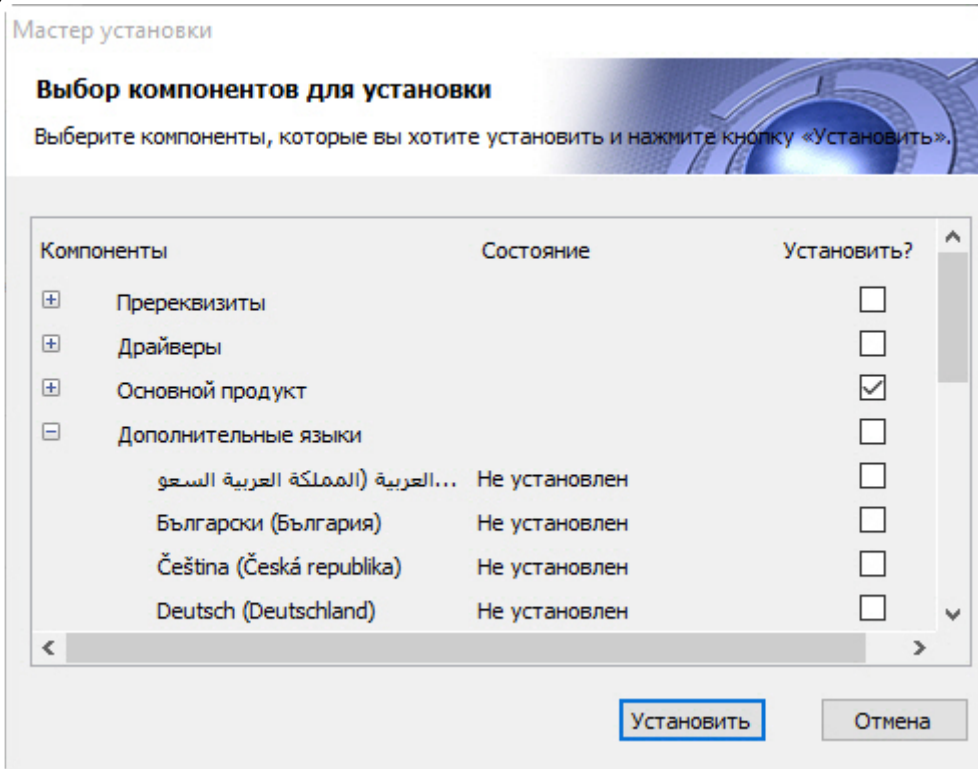 Мастер установки
Выбор компонентов для установки
Выберите компоненты, которые вы хотите установить и нажмите кнопку «Установить».
Компоненты Состояние Установить?
Пререквизиты
Драйверы
Основной продукт
Дополнительные языки
العربية (المملكة العربية السعو... Не установлен
Български (България) Не установлен
Čeština (Česká republika) Не установлен
Deutsch (Deutschland) Не установлен
Установить Отмена